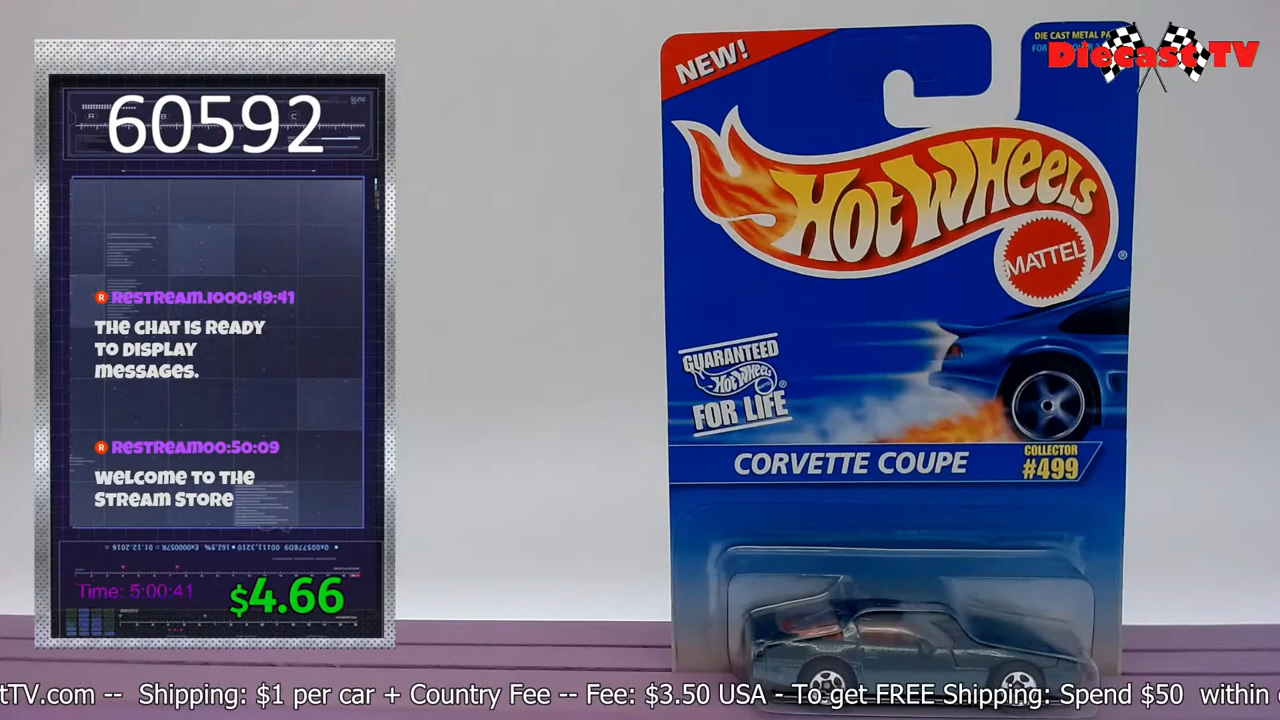 60592
Restream.1000:49:41
THE CHAT IS READY
TO DISPLAY
MESSAGES.
Restream00:50:09
WELCOME TO THE
STREAM STORE
Time: 5:00:41
$4.66
NEW!
DIE CAST METAL
Diecast TV
HOT WHEELS
MATTEL
®
GUARANTEED
HOT WHEELS
®
FOR LIFE
CORVETTE COUPE
COLLECTOR
#499
tTV.com -- Shipping: $1 per car + Country Fee -- Fee: $3.50 USA - To get FREE Shipping: Spend $50 within